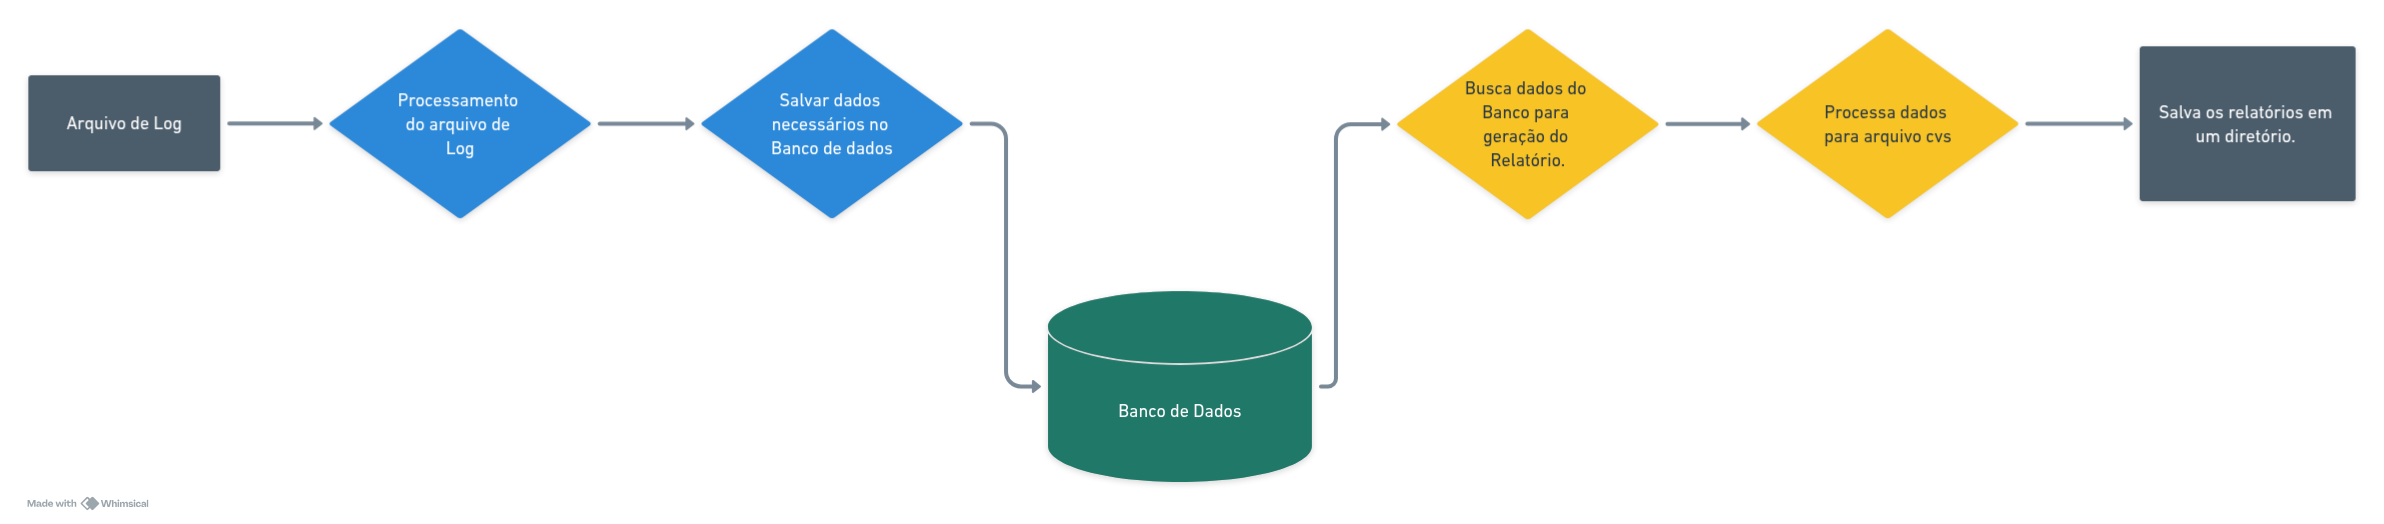 Arquivo de Log
Processamento
do arquivo de
Log
Salvar dados
necessários no
Banco de dados
Banco de Dados
Busca dados do
Banco para
geração do
Relatório.
Processa dados
para arquivo cvs
Salva os relatórios em
um diretório.
Made with Whimsical